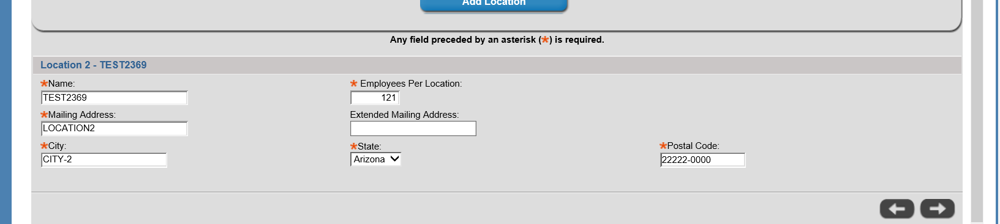 Add Location
Any field preceded by an asterisk (*) is required.
Location 2 - TEST2369
*Name:
* Employees Per Location:
TEST2369
121
*Mailing Address:
Extended Mailing Address:
LOCATION2
*City:
*State:
*Postal Code:
CITY-2
Arizona
22222-0000